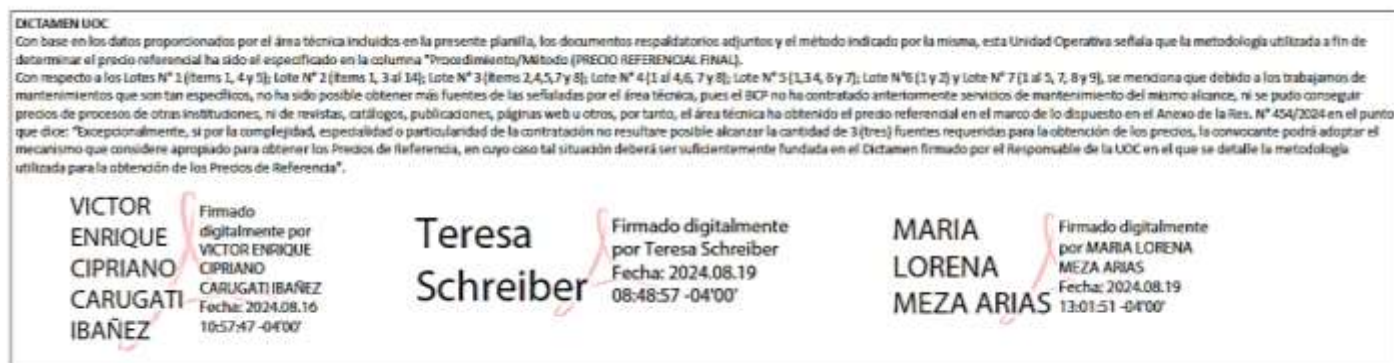 DICTAMEN UOC
Con base en los datos proporcionados por el área técnica incluidos en la presente planilla, los documentos respaldatorios adjuntos y el método indicado por la misma, esta Unidad Operativa señala que la metodología utilizada a fin de
determinar el precio referencial ha sido el especificado en la columna "Procedimiento/Método (PRECIO REFERENCIAL FINAL).
Con respecto a los Lotes N° 1 (ítems 1, 4 y 5); Lote N° 2 (ítems 1, 3 al 14); Lote N° 3 (ítems 2,4,5,7 y 8); Lote N° 4 (1 al 4,6, 7 y 8); Lote N° 5 (1,3 4, 6 y 7); Lote N°6 (1 y 2) y Lote N° 7 (1 al 5, 7, 8 y 9), se menciona que debido a los trabajamos de
mantenimientos que son tan específicos, no ha sido posible obtener más fuentes de las señaladas por el área técnica, pues el BCP no ha contratado anteriormente servicios de mantenimiento del mismo alcance, ni se pudo conseguir
precios de procesos de otras instituciones, ni de revistas, catálogos, publicaciones, páginas web u otros, por tanto, el área técnica ha obtenido el precio referencial en el marco de lo dispuesto en el Anexo de la Res. N° 454/2024 en el punto
que dice: "Excepcionalmente, si por la complejidad, especialidad o particularidad de la contratación no resultare posible alcanzar la cantidad de 3 (tres) fuentes requeridas para la obtención de los precios, la convocante podrá adoptar el
mecanismo que considere apropiado para obtener los Precios de Referencia, en cuyo caso tal situación deberá ser suficientemente fundada en el Dictamen firmado por el Responsable de la UOC en el que se detalle la metodología
utilizada para la obtención de los Precios de Referencia".
VICTOR
ENRIQUE
CIPRIANO
CARUGATI
IBAÑEZ
Firmado
digitalmente por
VICTOR ENRIQUE
CIPRIANO
CARUGATI IBAÑEZ
Fecha: 2024.08.16
10:57:47 -04'00'
Teresa
Schreiber
Firmado digitalmente
por Teresa Schreiber
Fecha: 2024.08.19
08:48:57 -04'00'
MARIA
LORENA
MEZA ARIAS
Firmado digitalmente
por MARIA LORENA
MEZA ARIAS
Fecha: 2024.08.19
13:01:51 -04'00'